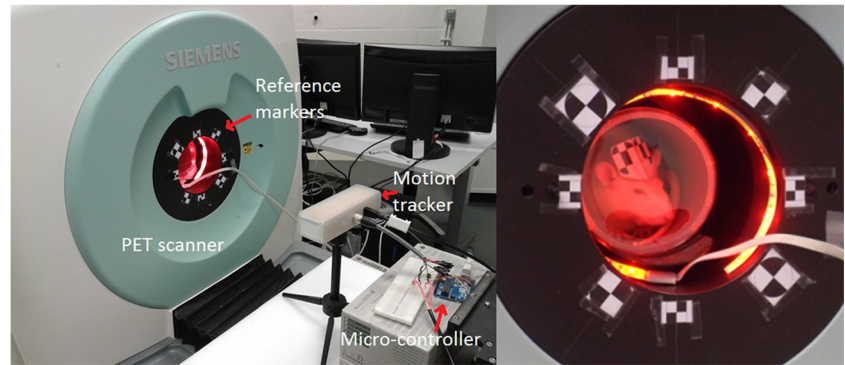 SIEMENS
Reference
markers
Motion
tracker
PET scanner
Micro-controller